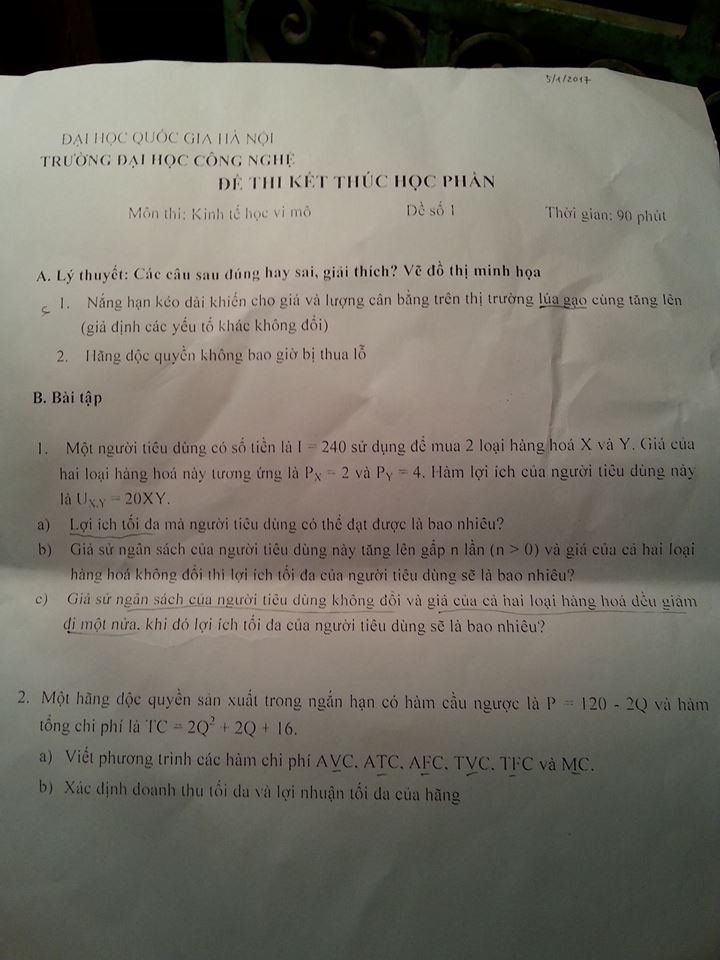 5/1/2017
ĐẠI HỌC QUỐC GIA HÀ NỘI
TRƯỜNG ĐẠI HỌC CÔNG NGHỆ
ĐỀ THI KẾT THÚC HỌC PHẦN
Môn thi: Kinh tế học vi mô Đề số 1 Thời gian: 90 phút
A. Lý thuyết: Các câu sau đúng hay sai, giải thích? Vẽ đồ thị minh họa
1. Nắng hạn kéo dài khiến cho giá và lượng cân bằng trên thị trường lúa gạo cùng tăng lên
(giả định các yếu tố khác không đổi)
2. Hãng độc quyền không bao giờ bị thua lỗ
B. Bài tập
1. Một người tiêu dùng có số tiền là I = 240 sử dụng để mua 2 loại hàng hoá X và Y. Giá của
hai loại hàng hoá này tương ứng là P_X = 2 và P_Y = 4. Hàm lợi ích của người tiêu dùng này
là U_X,Y = 20XY.
a) Lợi ích tối đa mà người tiêu dùng có thể đạt được là bao nhiêu?
b) Giả sử ngân sách của người tiêu dùng này tăng lên gấp n lần (n > 0) và giá của cả hai loại
hàng hoá không đổi thì lợi ích tối đa của người tiêu dùng sẽ là bao nhiêu?
c) Giả sử ngân sách của người tiêu dùng không đổi và giá của cả hai loại hàng hoá đều giảm
đi một nửa, khi đó lợi ích tối đa của người tiêu dùng sẽ là bao nhiêu?
2. Một hãng độc quyền sản xuất trong ngắn hạn có hàm cầu ngược là P = 120 - 2Q và hàm
tổng chi phí là TC = 2Q² + 2Q + 16.
a) Viết phương trình các hàm chi phí AVC, ATC, AFC, TVC, TFC và MC.
b) Xác định doanh thu tối đa và lợi nhuận tối đa của hãng